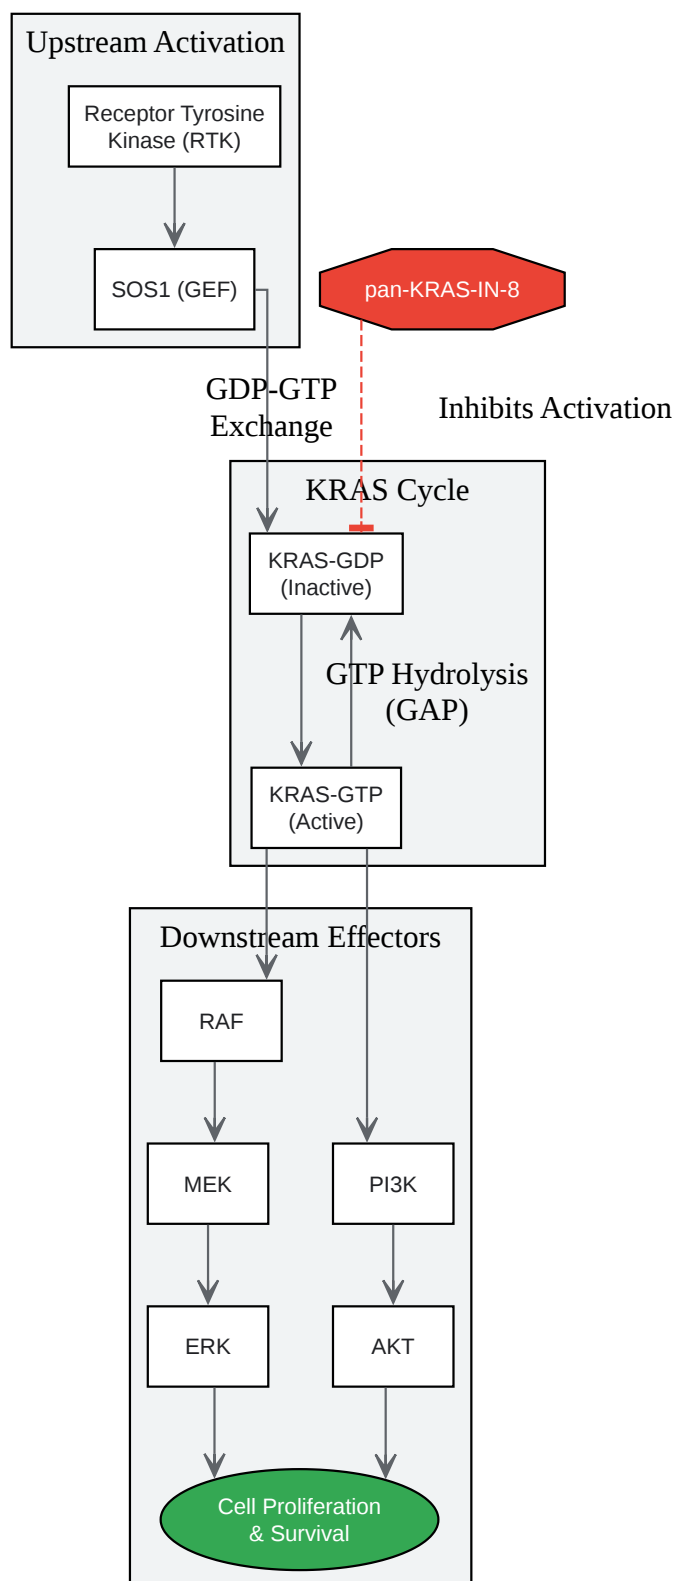 Upstream Activation
Receptor Tyrosine
Kinase (RTK)
SOS1 (GEF)
pan-KRAS-IN-8
GDP-GTP
Exchange
Inhibits Activation
KRAS Cycle
KRAS-GDP
(Inactive)
GTP Hydrolysis
(GAP)
KRAS-GTP
(Active)
Downstream Effectors
RAF
MEK
PI3K
ERK
AKT
Cell Proliferation
& Survival